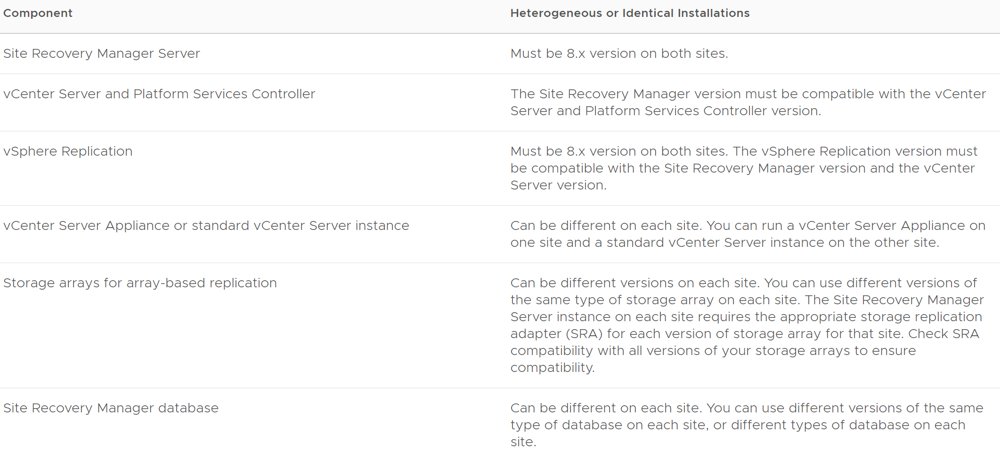 Component
Heterogeneous or Identical Installations
Site Recovery Manager Server
Must be 8.x version on both sites.
vCenter Server and Platform Services Controller
The Site Recovery Manager version must be compatible with the vCenter
Server and Platform Services Controller version.
vSphere Replication
Must be 8.x version on both sites. The vSphere Replication version must
be compatible with the Site Recovery Manager version and the vCenter
Server version.
vCenter Server Appliance or standard vCenter Server instance
Can be different on each site. You can run a vCenter Server Appliance on
one site and a standard vCenter Server instance on the other site.
Storage arrays for array-based replication
Can be different versions on each site. You can use different versions of
the same type of storage array on each site. The Site Recovery Manager
Server instance on each site requires the appropriate storage replication
adapter (SRA) for each version of storage array for that site. Check SRA
compatibility with all versions of your storage arrays to ensure
compatibility.
Site Recovery Manager database
Can be different on each site. You can use different versions of the same
type of database on each site, or different types of database on each
site.